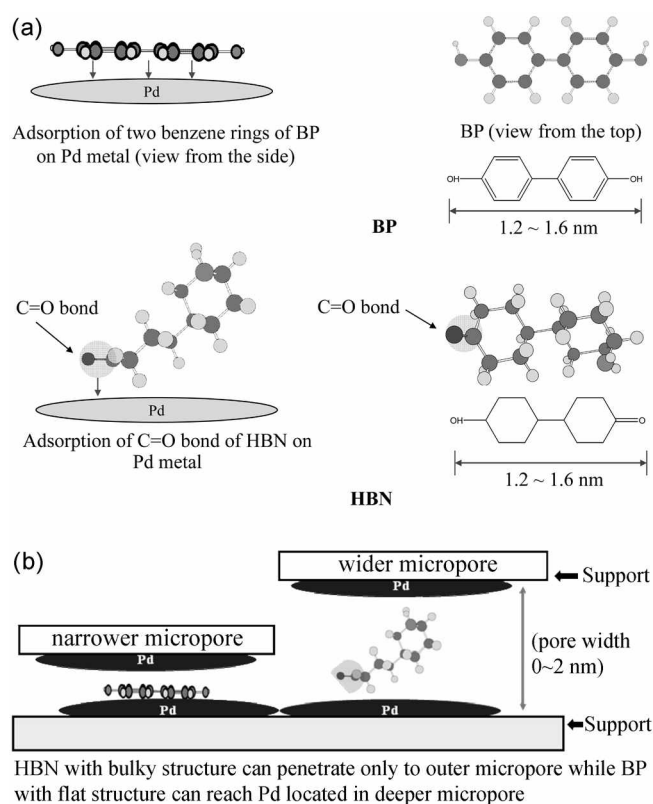 (a)
Pd
Adsorption of two benzene rings of BP
on Pd metal (view from the side)
BP (view from the top)
OH
OH
1.2 ~ 1.6 nm
BP
C=O bond
Pd
Adsorption of C=O bond of HBN on
Pd metal
C=O bond
OH
O
1.2 ~ 1.6 nm
HBN
(b)
wider micropore
Pd
Support
narrower micropore
Pd
(pore width
0~2 nm)
Pd
Pd
Support
HBN with bulky structure can penetrate only to outer micropore while BP
with flat structure can reach Pd located in deeper micropore